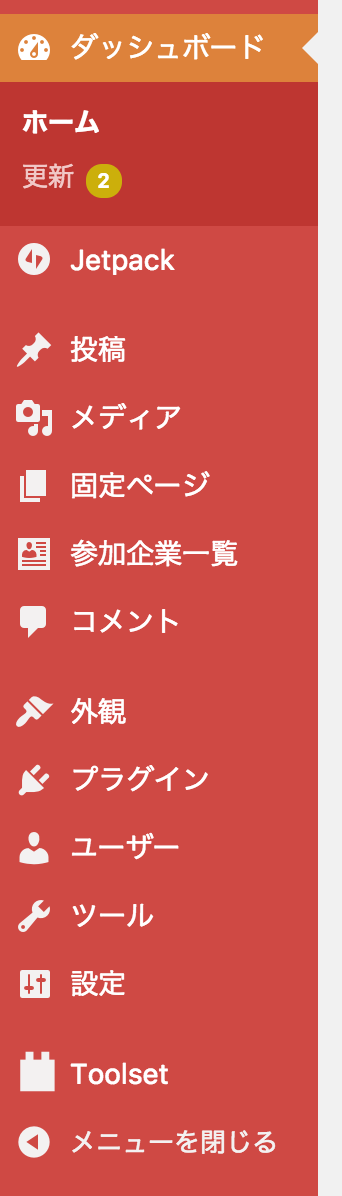 ダッシュボード
ホーム
更新 2
Jetpack
投稿
メディア
固定ページ
参加企業一覧
コメント
外観
プラグイン
ユーザー
ツール
設定
Toolset
メニューを閉じる